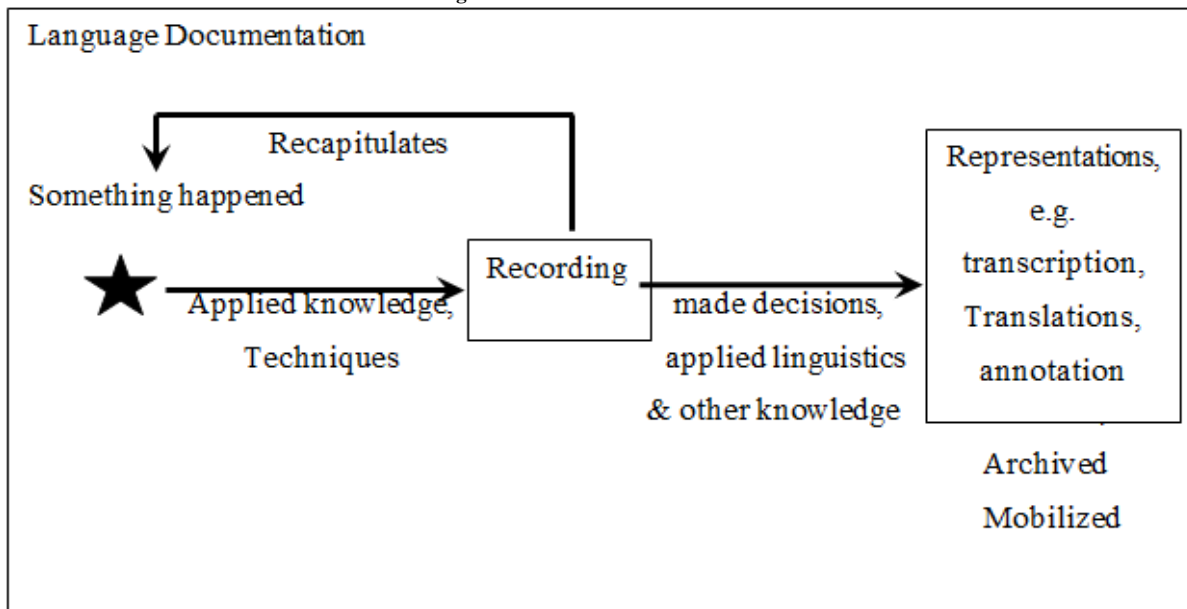 Language Documentation
Recapitulates
Something happened
Applied knowledge,
Techniques
Recording
made decisions,
applied linguistics
& other knowledge
Representations,
e.g.
transcription,
Translations,
annotation
Archived
Mobilized